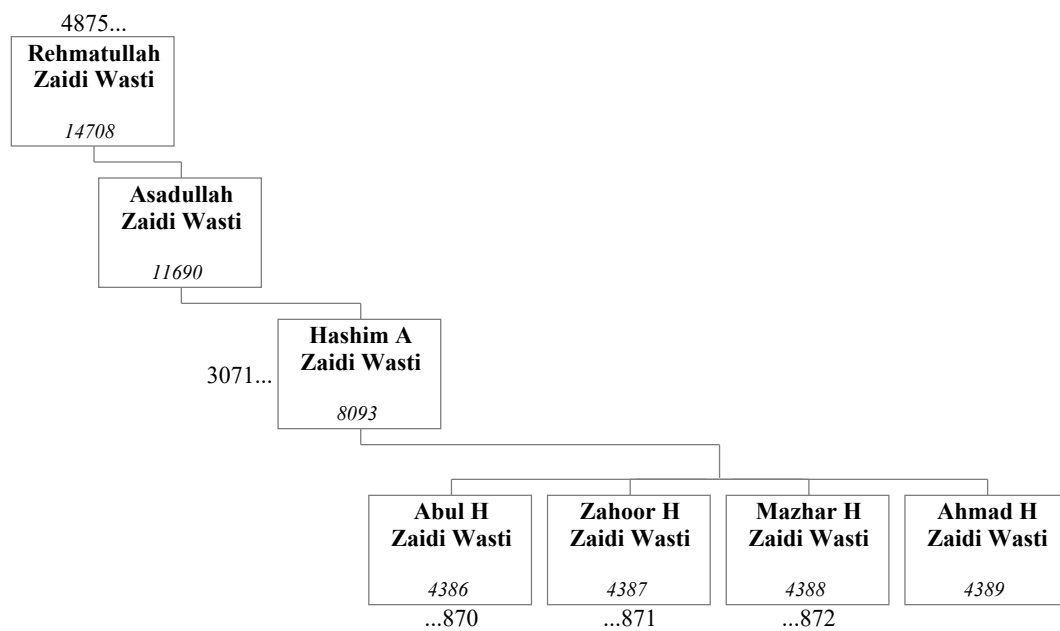 4875...
Rehmatullah
Zaidi Wasti
14708
Asadullah
Zaidi Wasti
11690
Hashim A
Zaidi Wasti
3071...
8093
Abul H
Zaidi Wasti
4386
...870
Zahoor H
Zaidi Wasti
4387
...871
Mazhar H
Zaidi Wasti
4388
...872
Ahmad H
Zaidi Wasti
4389